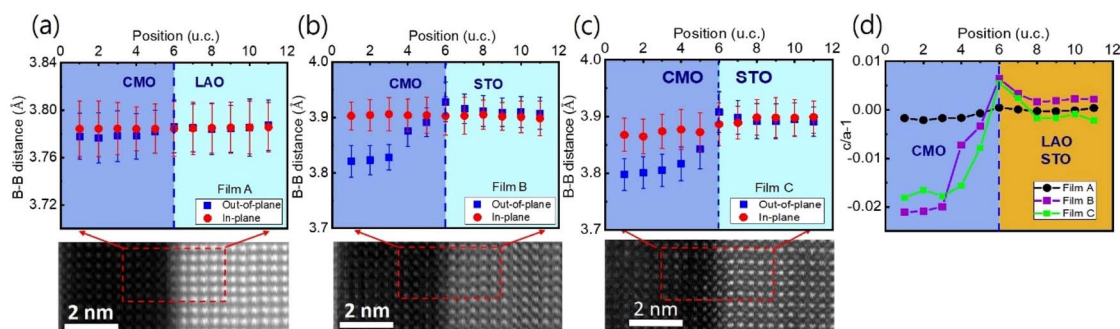 (a)
Position (u.c.)
0 2 4 6 8 10 12
3.84
3.80
3.76
3.72
B-B distance (Å)
CMO LAO
Film A
Out-of-plane
In-plane
2 nm
(b)
Position (u.c.)
0 2 4 6 8 10 12
4.0
3.9
3.8
3.7
B-B distance (Å)
CMO STO
Film B
Out-of-plane
In-plane
2 nm
(c)
Position (u.c.)
0 2 4 6 8 10 12
4.0
3.9
3.8
3.7
B-B distance (Å)
CMO STO
Film C
Out-of-plane
In-plane
2 nm
(d)
Position (u.c.)
0 2 4 6 8 10 12
0.01
0.00
-0.01
-0.02
c/a-1
CMO
LAO
STO
Film A
Film B
Film C